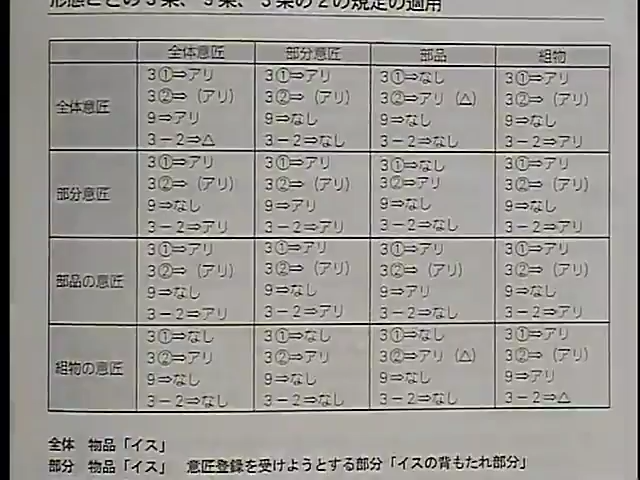 形態ごとの3条、9条、3条の2の規定の適用
全体意匠 部分意匠 部品 組物
全体意匠
3①⇒アリ 3①⇒アリ 3①⇒なし 3①⇒アリ
3②⇒（アリ） 3②⇒（アリ） 3②⇒アリ（△） 3②⇒（アリ）
9⇒アリ 9⇒なし 9⇒なし 9⇒なし
3－2⇒△ 3－2⇒なし 3－2⇒なし 3－2⇒アリ
部分意匠
3①⇒アリ 3①⇒アリ 3①⇒なし 3①⇒アリ
3②⇒（アリ） 3②⇒（アリ） 3②⇒アリ 3②⇒（アリ）
9⇒なし 9⇒アリ 9⇒なし 9⇒なし
3－2⇒アリ 3－2⇒アリ 3－2⇒なし 3－2⇒アリ
部品の意匠
3①⇒アリ 3①⇒アリ 3①⇒アリ 3①⇒アリ
3②⇒（アリ） 3②⇒（アリ） 3②⇒（アリ） 3②⇒（アリ）
9⇒なし 9⇒なし 9⇒アリ 9⇒なし
3－2⇒アリ 3－2⇒アリ 3－2⇒なし 3－2⇒アリ
組物の意匠
3①⇒なし 3①⇒なし 3①⇒なし 3①⇒アリ
3②⇒アリ 3②⇒アリ 3②⇒アリ（△） 3②⇒（アリ）
9⇒なし 9⇒なし 9⇒なし 9⇒アリ
3－2⇒なし 3－2⇒なし 3－2⇒なし 3－2⇒△
全体 物品「イス」
部分 物品「イス」 意匠登録を受けようとする部分「イスの背もたれ部分」